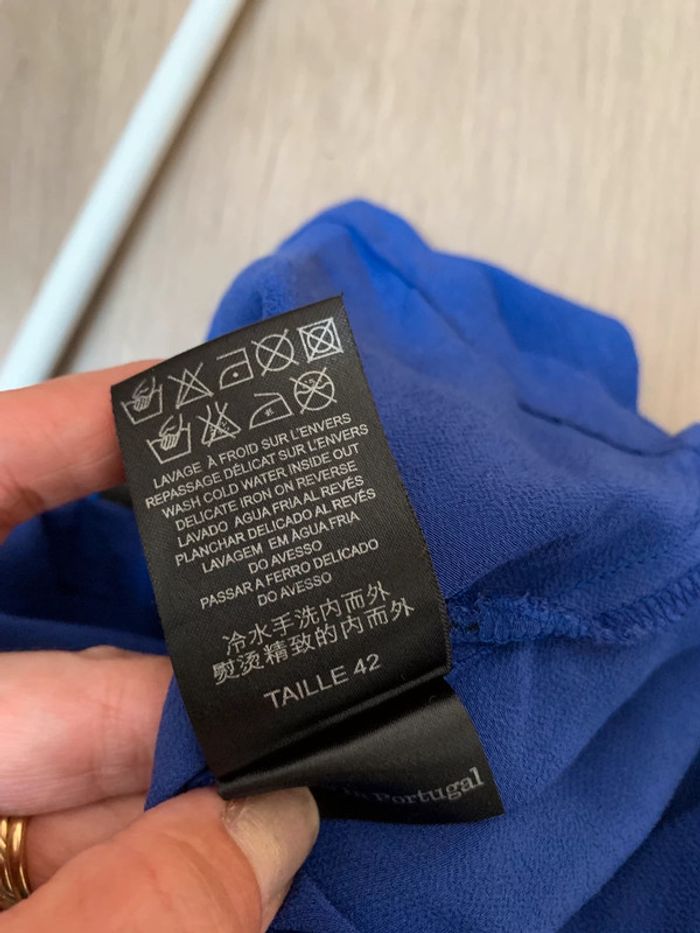 LAVAGE À FROID SUR L'ENVERS
REPASSAGE DÉLICAT SUR L'ENVERS
WASH COLD WATER INSIDE OUT
DELICATE IRON ON REVERSE
LAVADO AGUA FRIA AL REVÉS
PLANCHAR DELICADO AL REVÉS
LAVAGEM EM ÀGUA FRIA
DO AVESSO
PASSAR A FERRO DELICADO
DO AVESSO
冷水手洗内而外
熨烫精致的内而外
TAILLE 42
in Portugal